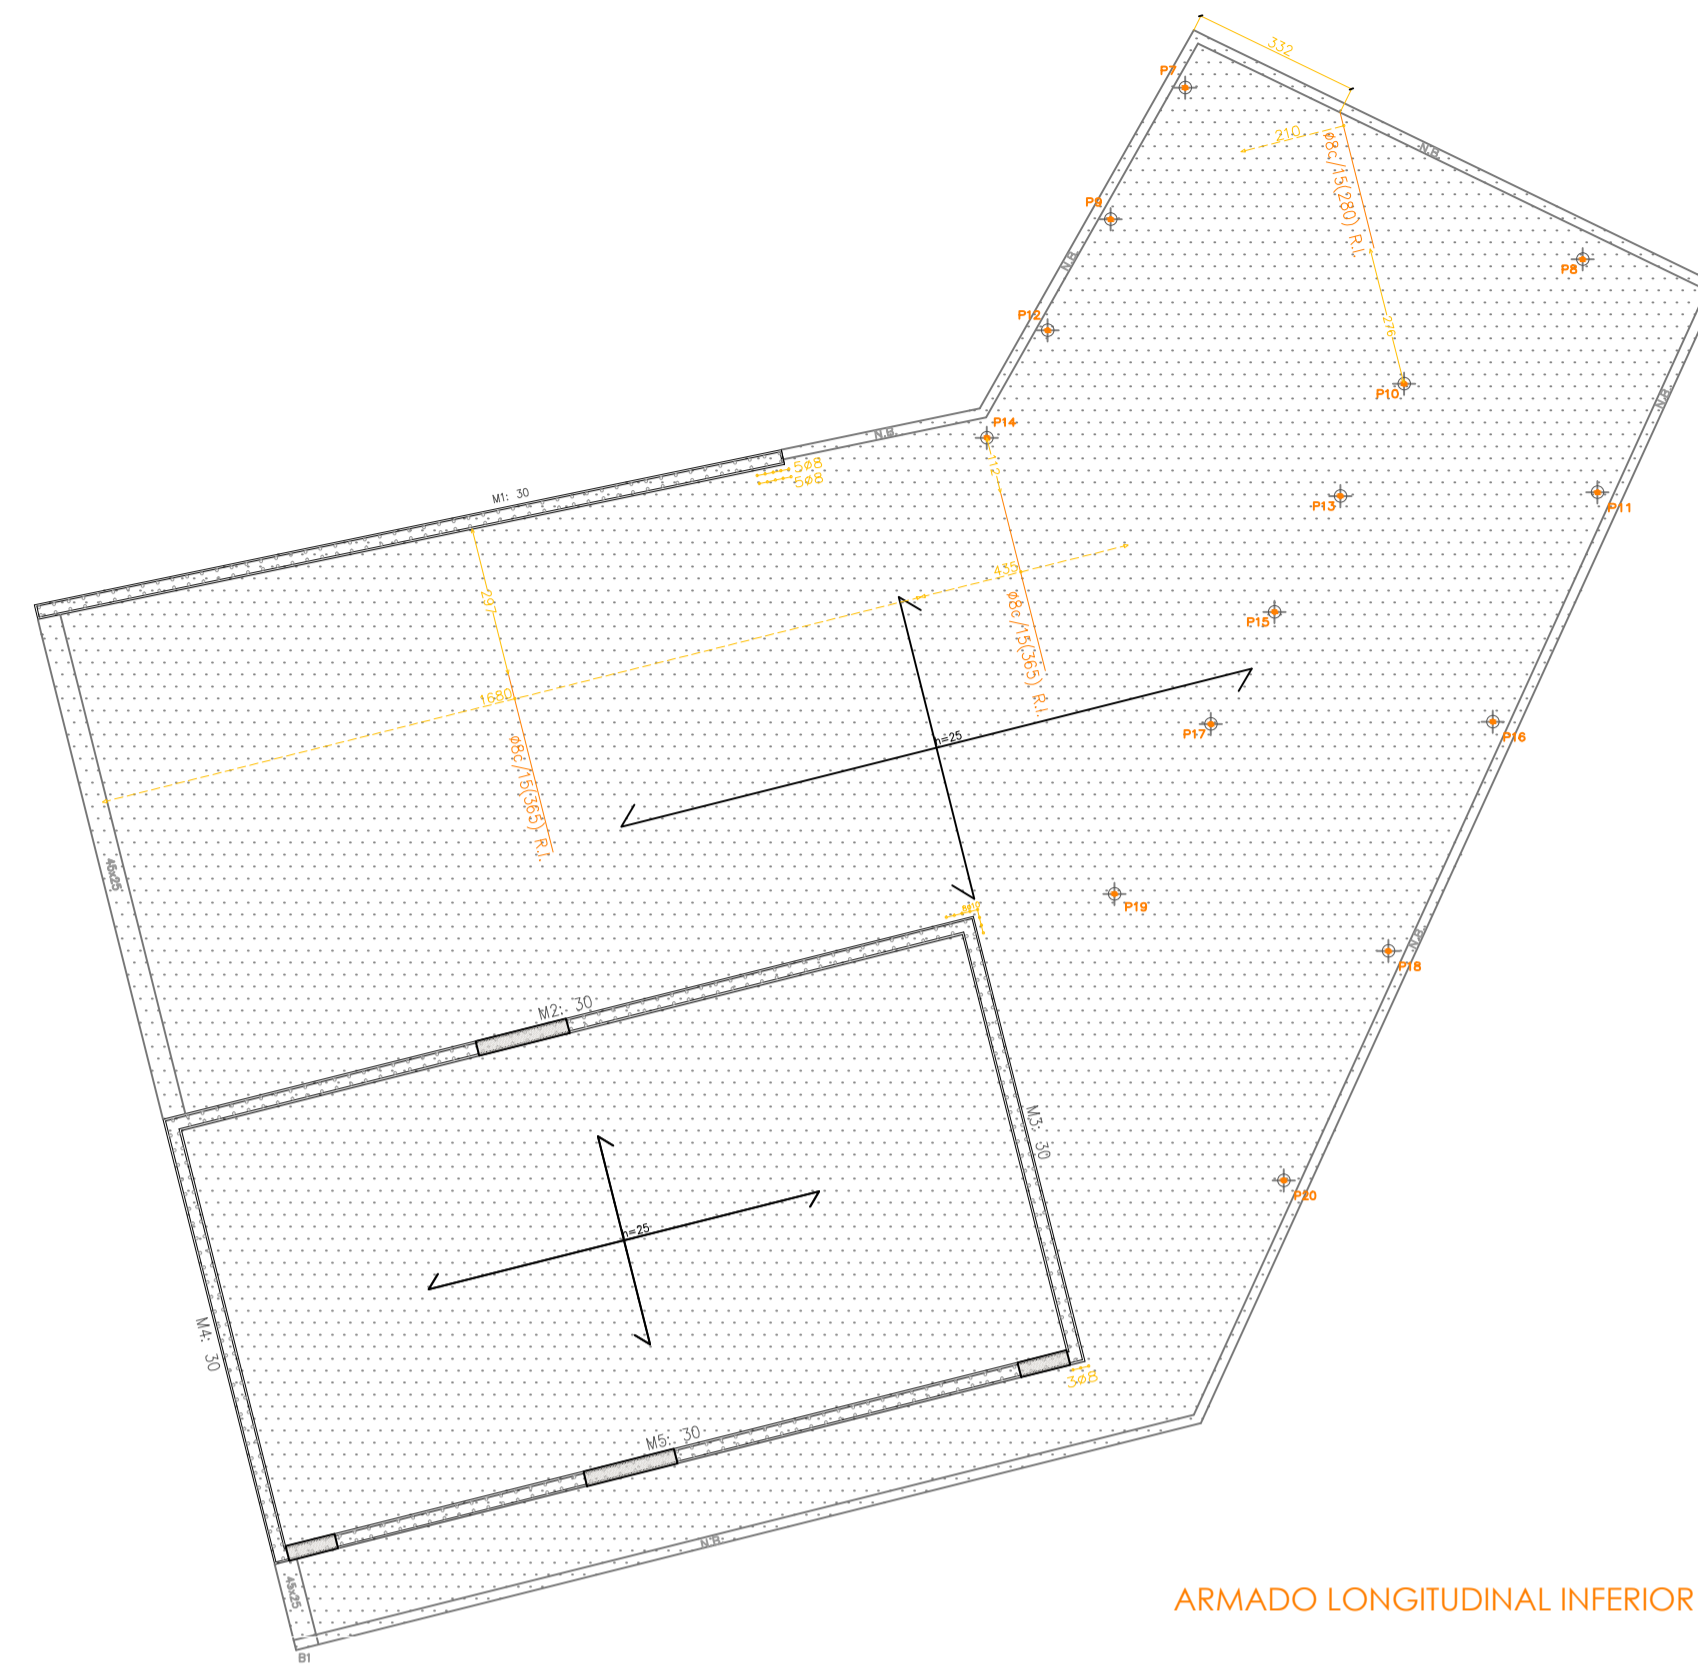 332
P7
210
N.B.
ø8c/15(280) R.I.
P9
N.B.
P8
P12
276
P10
N.B.
P14
N.B.
112
5ø8
5ø8
M1: 30
P13
P11
435
297
ø8c/15(365) R.I.
P15
1680
P17
P16
h=25
ø8c/15(365) R.I.
45x25
P19
N.B.
P18
M2: 30
M3: 30
P20
h=25
M4: 30
3ø8
M5: 30
N.B.
45x25
ARMADO LONGITUDINAL INFERIOR
B1